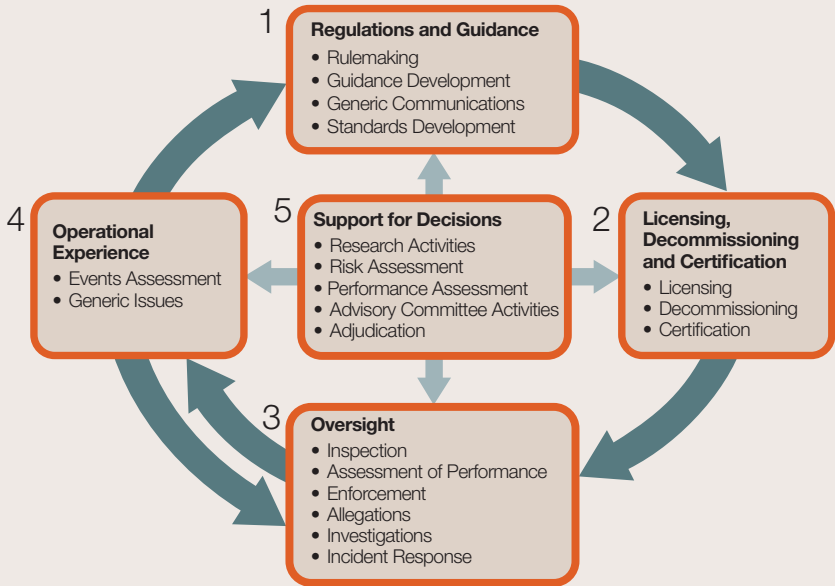 1
Regulations and Guidance
• Rulemaking
• Guidance Development
• Generic Communications
• Standards Development
2
Licensing,
Decommissioning
and Certification
• Licensing
• Decommissioning
• Certification
3
Oversight
• Inspection
• Assessment of Performance
• Enforcement
• Allegations
• Investigations
• Incident Response
4
Operational
Experience
• Events Assessment
• Generic Issues
5
Support for Decisions
• Research Activities
• Risk Assessment
• Performance Assessment
• Advisory Committee Activities
• Adjudication